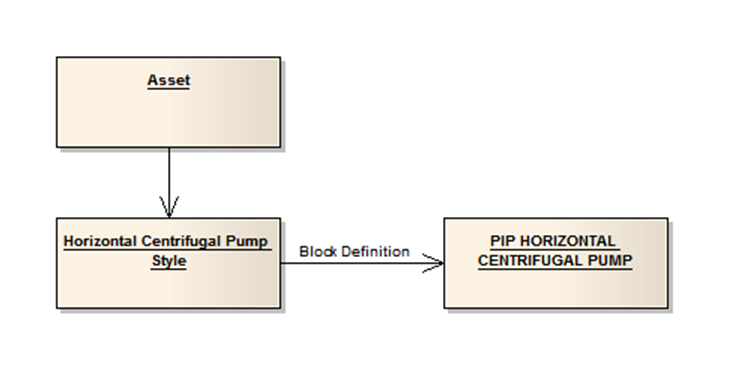 Asset
Horizontal Centrifugal Pump
Style
Block Definition
PIP HORIZONTAL
CENTRIFUGAL PUMP